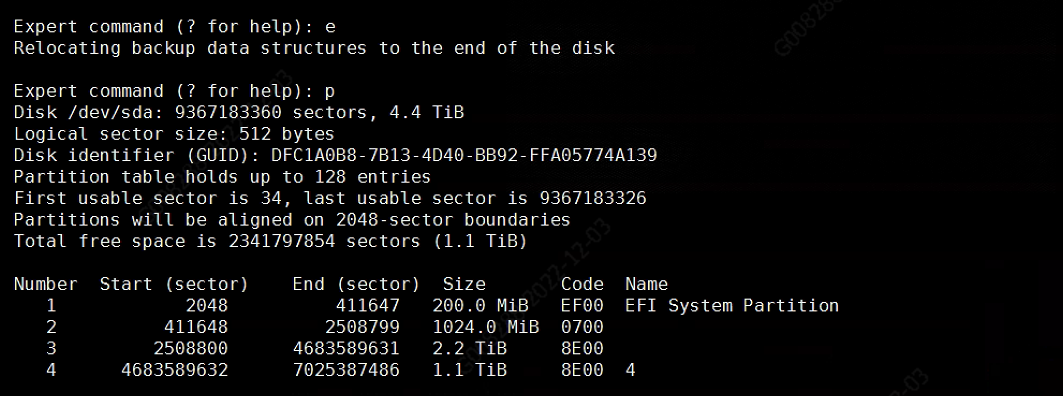 Expert command (? for help): e
Relocating backup data structures to the end of the disk
Expert command (? for help): p
Disk /dev/sda: 9367183360 sectors, 4.4 TiB
Logical sector size: 512 bytes
Disk identifier (GUID): DFC1A0B8-7B13-4D40-BB92-FFA05774A139
Partition table holds up to 128 entries
First usable sector is 34, last usable sector is 9367183326
Partitions will be aligned on 2048-sector boundaries
Total free space is 2341797854 sectors (1.1 TiB)
Number  Start (sector)    End (sector)  Size       Code  Name
   1            2048          411647   200.0 MiB   EF00  EFI System Partition
   2          411648         2508799   1024.0 MiB  0700
   3         2508800      4683589631   2.2 TiB     8E00
   4      4683589632      7025387486   1.1 TiB     8E00  4